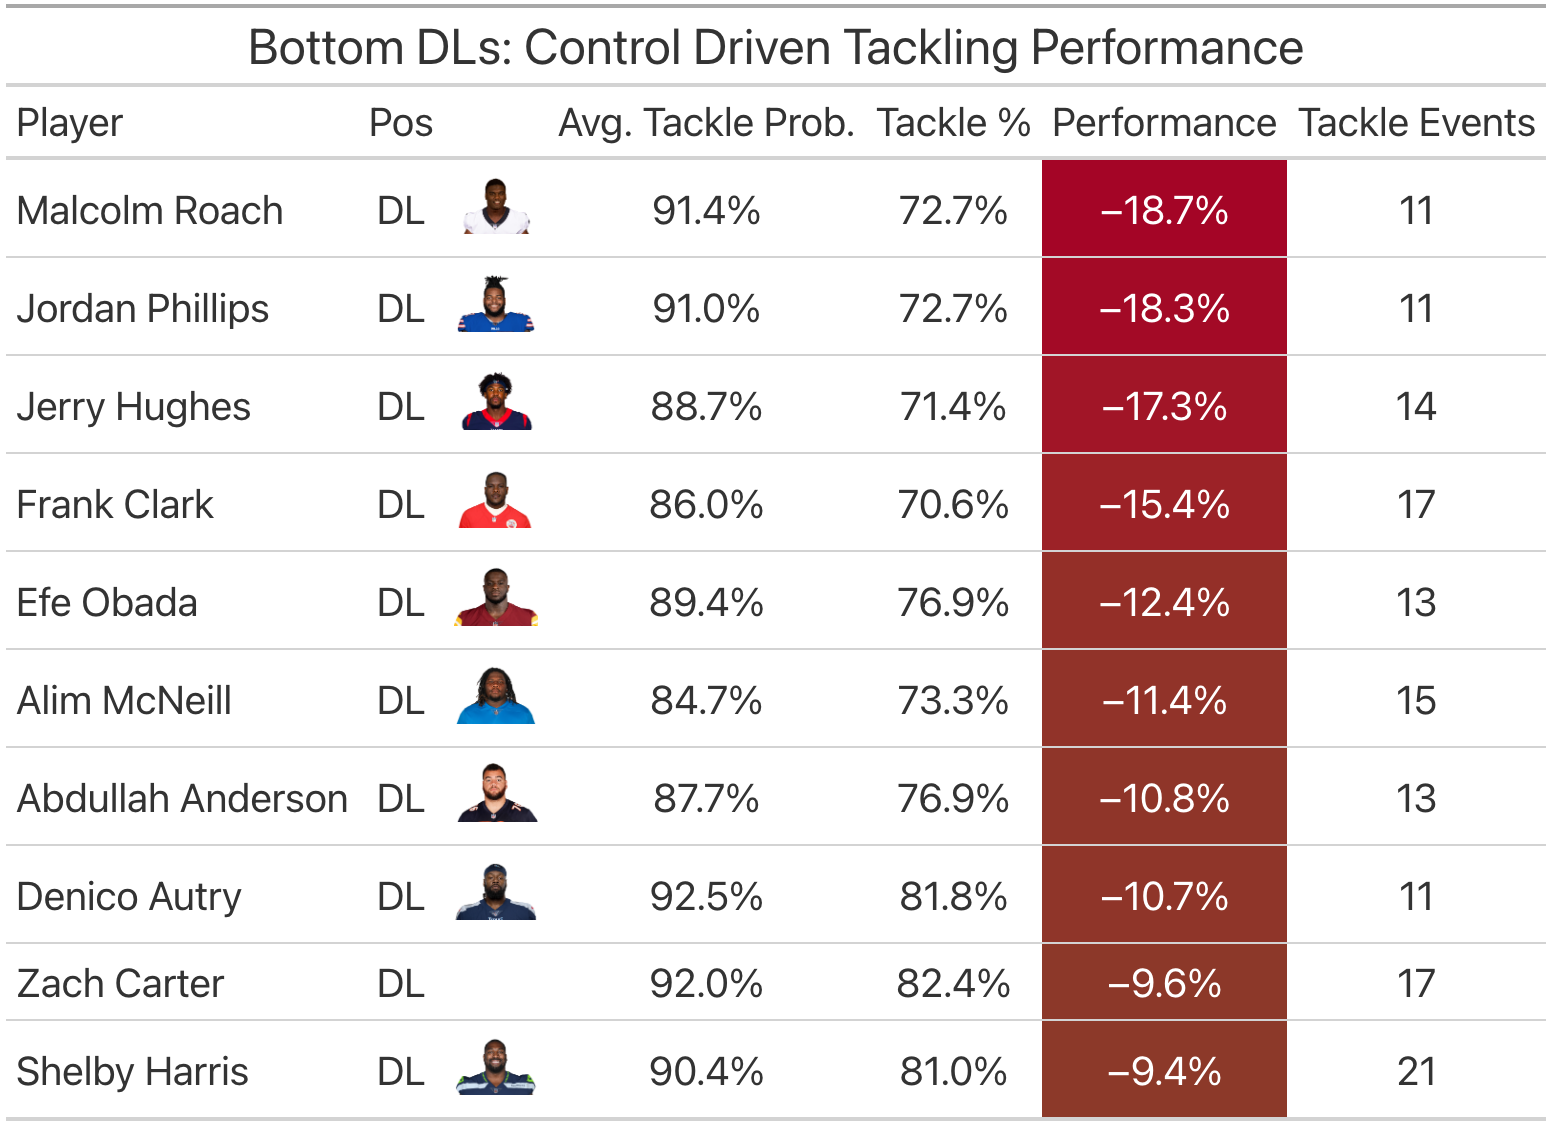 Bottom DLs: Control Driven Tackling Performance
Player Pos Avg. Tackle Prob. Tackle % Performance Tackle Events
Malcolm Roach DL 91.4% 72.7% −18.7% 11
Jordan Phillips DL 91.0% 72.7% −18.3% 11
Jerry Hughes DL 88.7% 71.4% −17.3% 14
Frank Clark DL 86.0% 70.6% −15.4% 17
Efe Obada DL 89.4% 76.9% −12.4% 13
Alim McNeill DL 84.7% 73.3% −11.4% 15
Abdullah Anderson DL 87.7% 76.9% −10.8% 13
Denico Autry DL 92.5% 81.8% −10.7% 11
Zach Carter DL 92.0% 82.4% −9.6% 17
Shelby Harris DL 90.4% 81.0% −9.4% 21